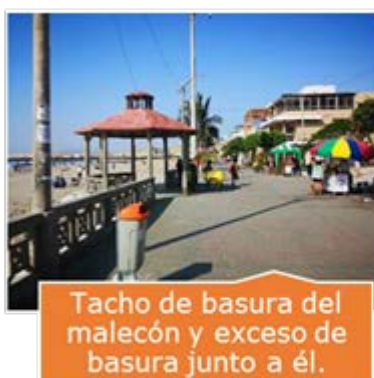 Tacho de basura del
malecón y exceso de
basura junto a él.